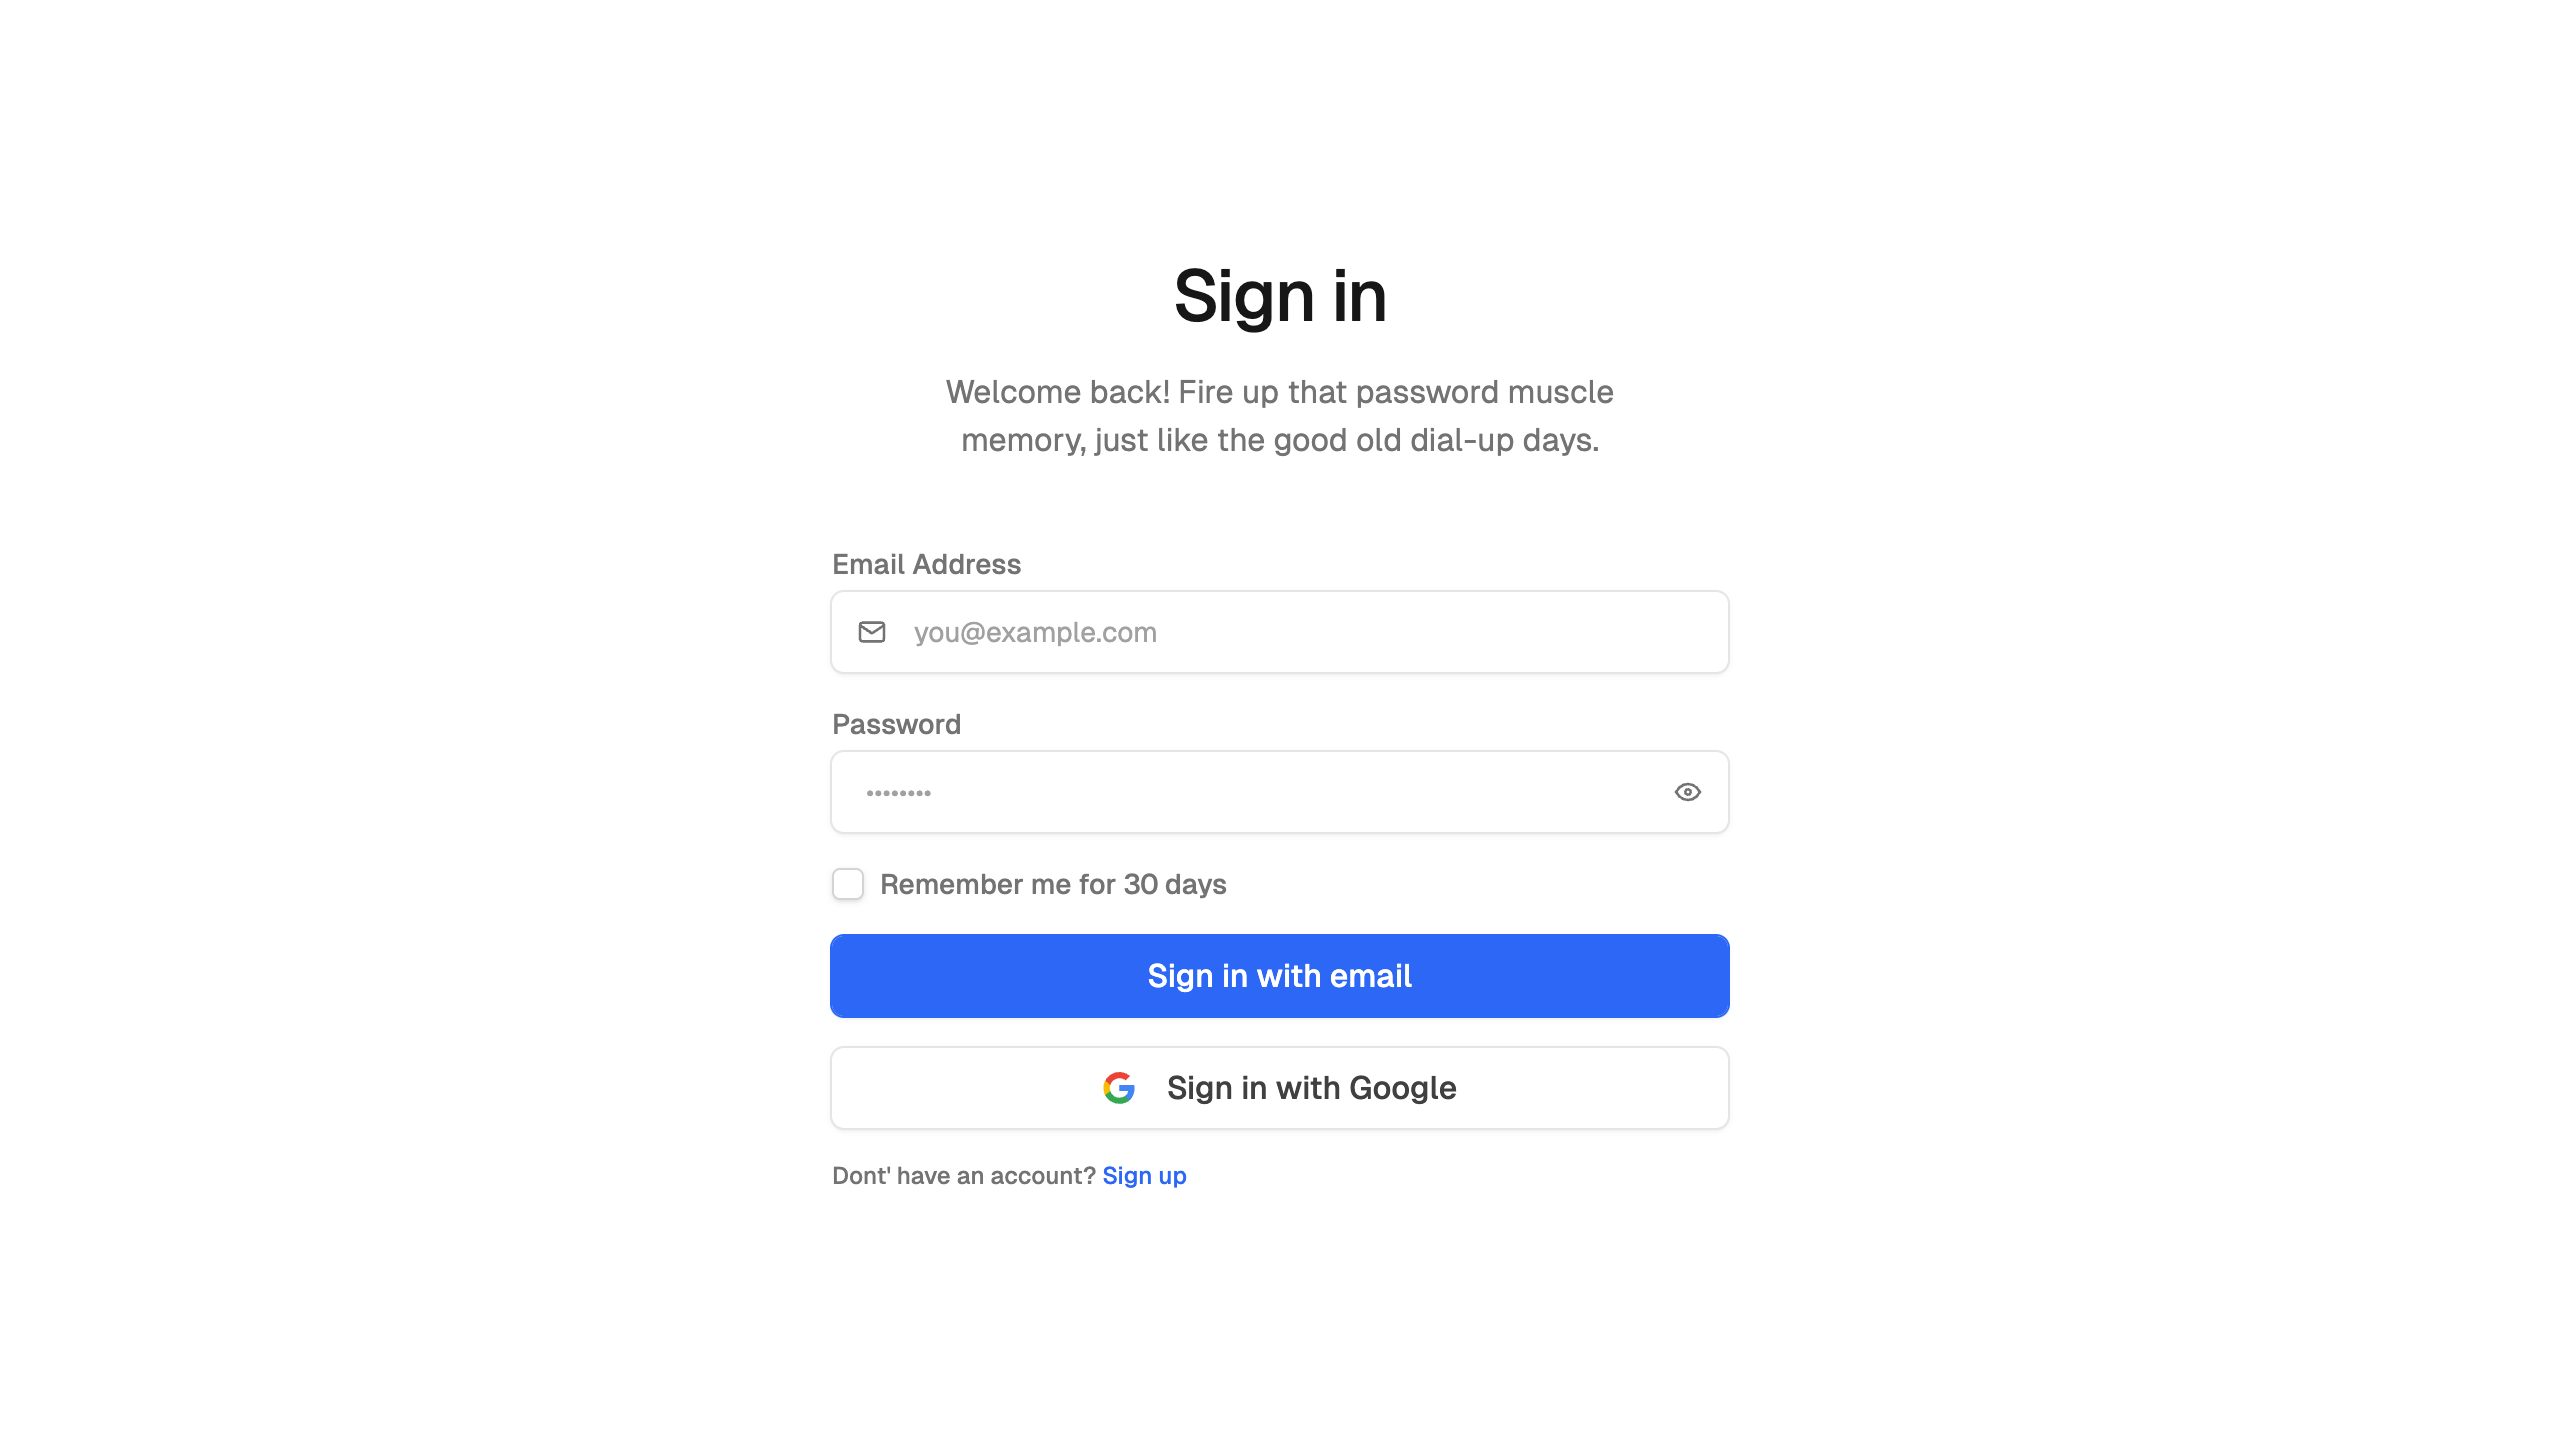 Sign in
Welcome back! Fire up that password muscle
memory, just like the good old dial-up days.
Email Address
you@example.com
Password
••••••••
Remember me for 30 days
Sign in with email
Sign in with Google
Dont' have an account? Sign up